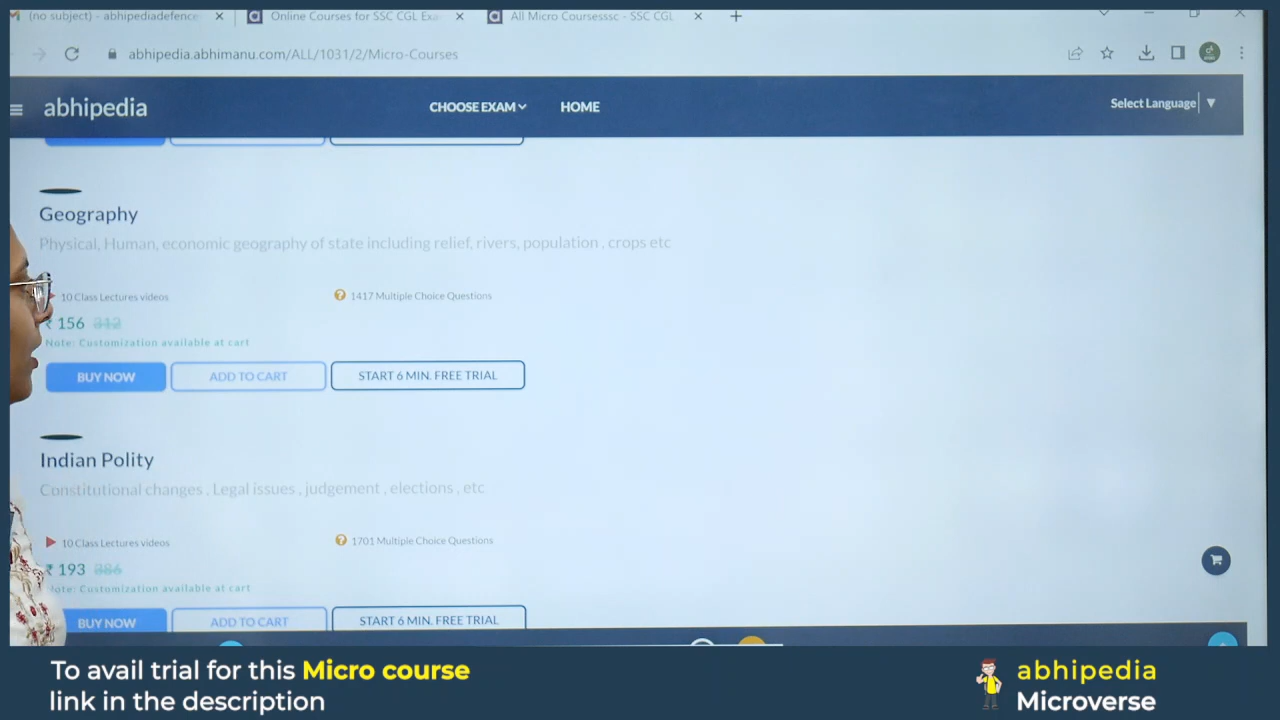 (no subject) - abhipediadefence
Online Courses for SSC CGL Exa
All Micro Coursesssc - SSC CGL
abhipedia.abhimanu.com/ALL/1031/2/Micro-Courses
abhipedia
CHOOSE EXAM
HOME
Select Language
Geography
Physical, Human, economic geography of state including relief, rivers, population , crops etc
10 Class Lectures videos
1417 Multiple Choice Questions
₹ 156 312
Note: Customization available at cart
BUY NOW
ADD TO CART
START 6 MIN. FREE TRIAL
Indian Polity
Constitutional changes , Legal issues , judgement , elections , etc
10 Class Lectures videos
1701 Multiple Choice Questions
₹ 193 386
Note: Customization available at cart
BUY NOW
ADD TO CART
START 6 MIN. FREE TRIAL
To avail trial for this Micro course
link in the description
abhipedia
Microverse